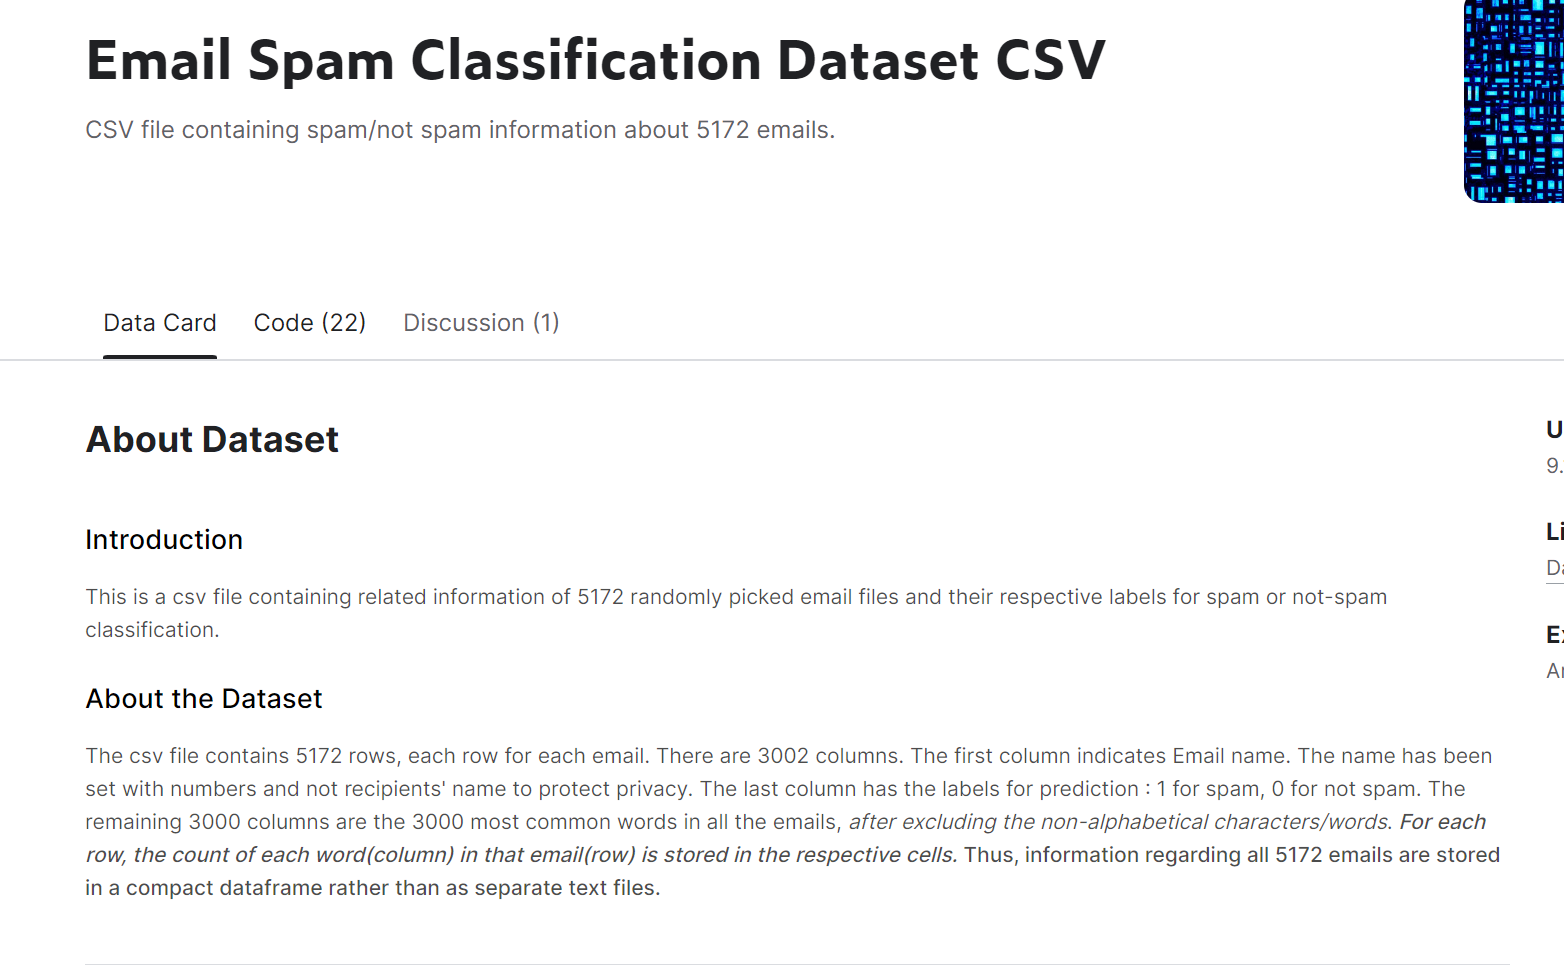 Email Spam Classification Dataset CSV
CSV file containing spam/not spam information about 5172 emails.
Data Card Code (22) Discussion (1)
About Dataset
Introduction
This is a csv file containing related information of 5172 randomly picked email files and their respective labels for spam or not-spam
classification.
About the Dataset
The csv file contains 5172 rows, each row for each email. There are 3002 columns. The first column indicates Email name. The name has been
set with numbers and not recipients' name to protect privacy. The last column has the labels for prediction : 1 for spam, 0 for not spam. The
remaining 3000 columns are the 3000 most common words in all the emails, after excluding the non-alphabetical characters/words. For each
row, the count of each word(column) in that email(row) is stored in the respective cells. Thus, information regarding all 5172 emails are stored
in a compact dataframe rather than as separate text files.